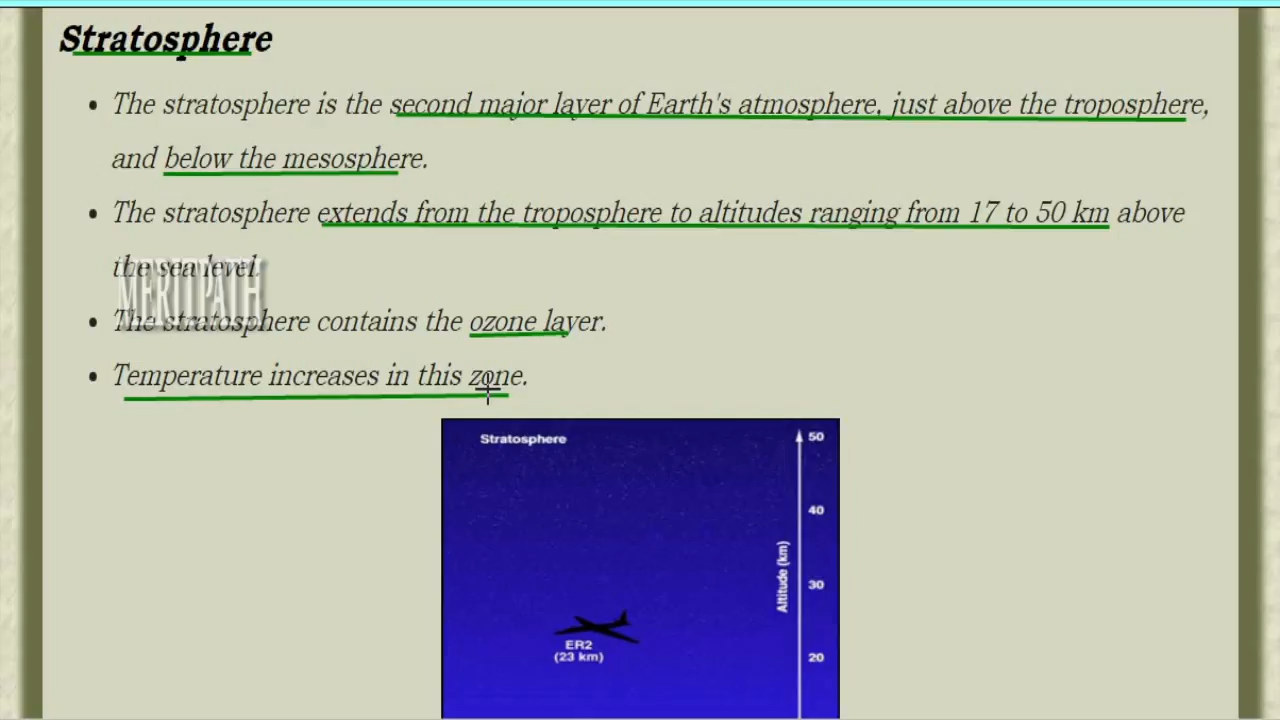 Stratosphere
• The stratosphere is the second major layer of Earth's atmosphere, just above the troposphere,
and below the mesosphere.
• The stratosphere extends from the troposphere to altitudes ranging from 17 to 50 km above
the sea level.
MERITPATH
• The stratosphere contains the ozone layer.
• Temperature increases in this zone.
Stratosphere
50
40
Altitude (km)
30
ER2
(23 km)
20